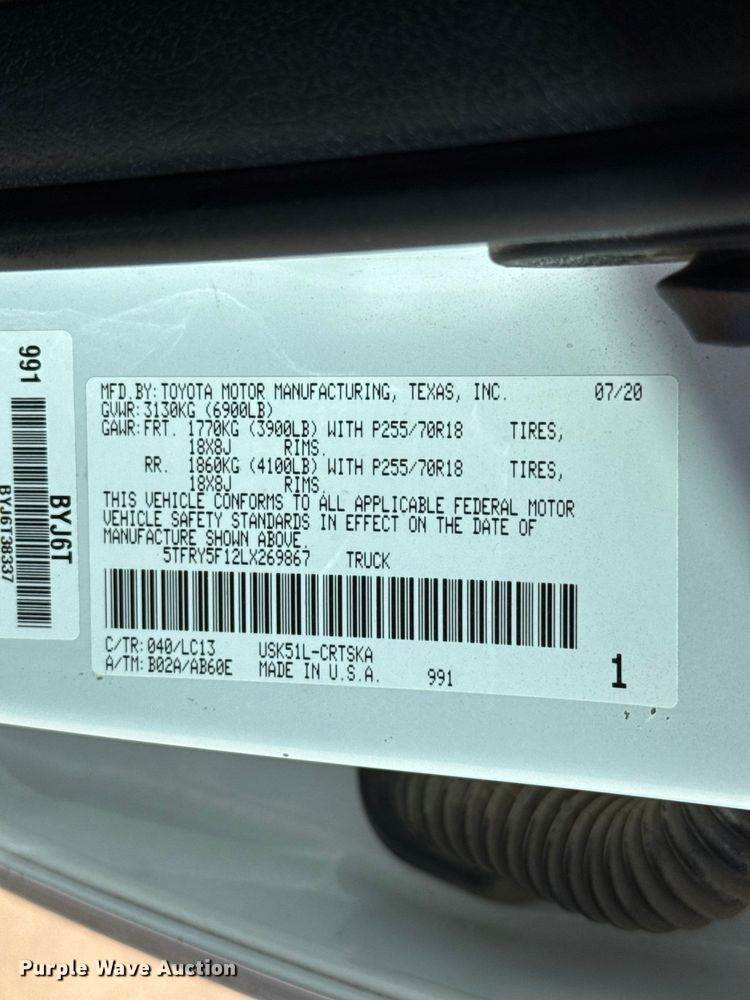 991
BYJ6T
BYJ6T38337
MFD.BY:TOYOTA MOTOR MANUFACTURING, TEXAS, INC. 07/20
GVWR:3130KG (6900LB)
GAWR:FRT. 1770KG (3900LB) WITH P255/70R18 TIRES,
18X8J RIMS.
RR. 1860KG (4100LB) WITH P255/70R18 TIRES,
18X8J RIMS.
THIS VEHICLE CONFORMS TO ALL APPLICABLE FEDERAL MOTOR
VEHICLE SAFETY STANDARDS IN EFFECT ON THE DATE OF
MANUFACTURE SHOWN ABOVE.
5TFRY5F12LX269867 TRUCK
C/TR:040/LC13 USK51L-CRTSKA
A/TM:B02A/AB60E MADE IN U.S.A. 991
1
Purple Wave Auction